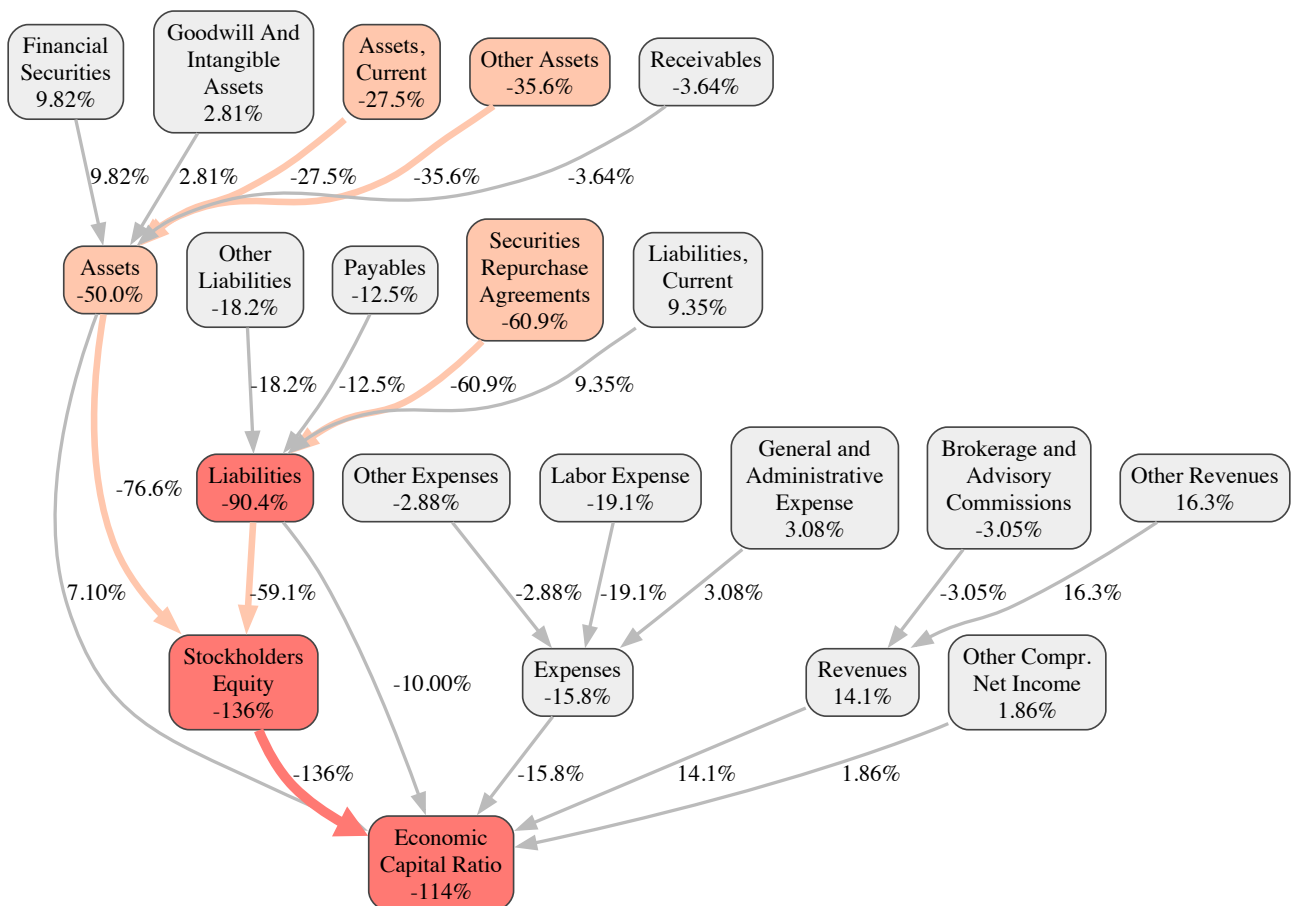 Financial
Securities
9.82%
Goodwill And
Intangible
Assets
2.81%
Assets,
Current
-27.5%
Other Assets
-35.6%
Receivables
-3.64%
9.82%
2.81%
-27.5%
-35.6%
-3.64%
Assets
-50.0%
Other
Liabilities
-18.2%
Payables
-12.5%
Securities
Repurchase
Agreements
-60.9%
Liabilities,
Current
9.35%
-18.2%
-12.5%
-60.9%
9.35%
-76.6%
Liabilities
-90.4%
Other Expenses
-2.88%
Labor Expense
-19.1%
General and
Administrative
Expense
3.08%
Brokerage and
Advisory
Commissions
-3.05%
Other Revenues
16.3%
7.10%
-59.1%
-2.88%
-19.1%
3.08%
-3.05%
16.3%
Stockholders
Equity
-136%
-10.00%
Expenses
-15.8%
Revenues
14.1%
Other Compr.
Net Income
1.86%
-136%
-15.8%
14.1%
1.86%
Economic
Capital Ratio
-114%